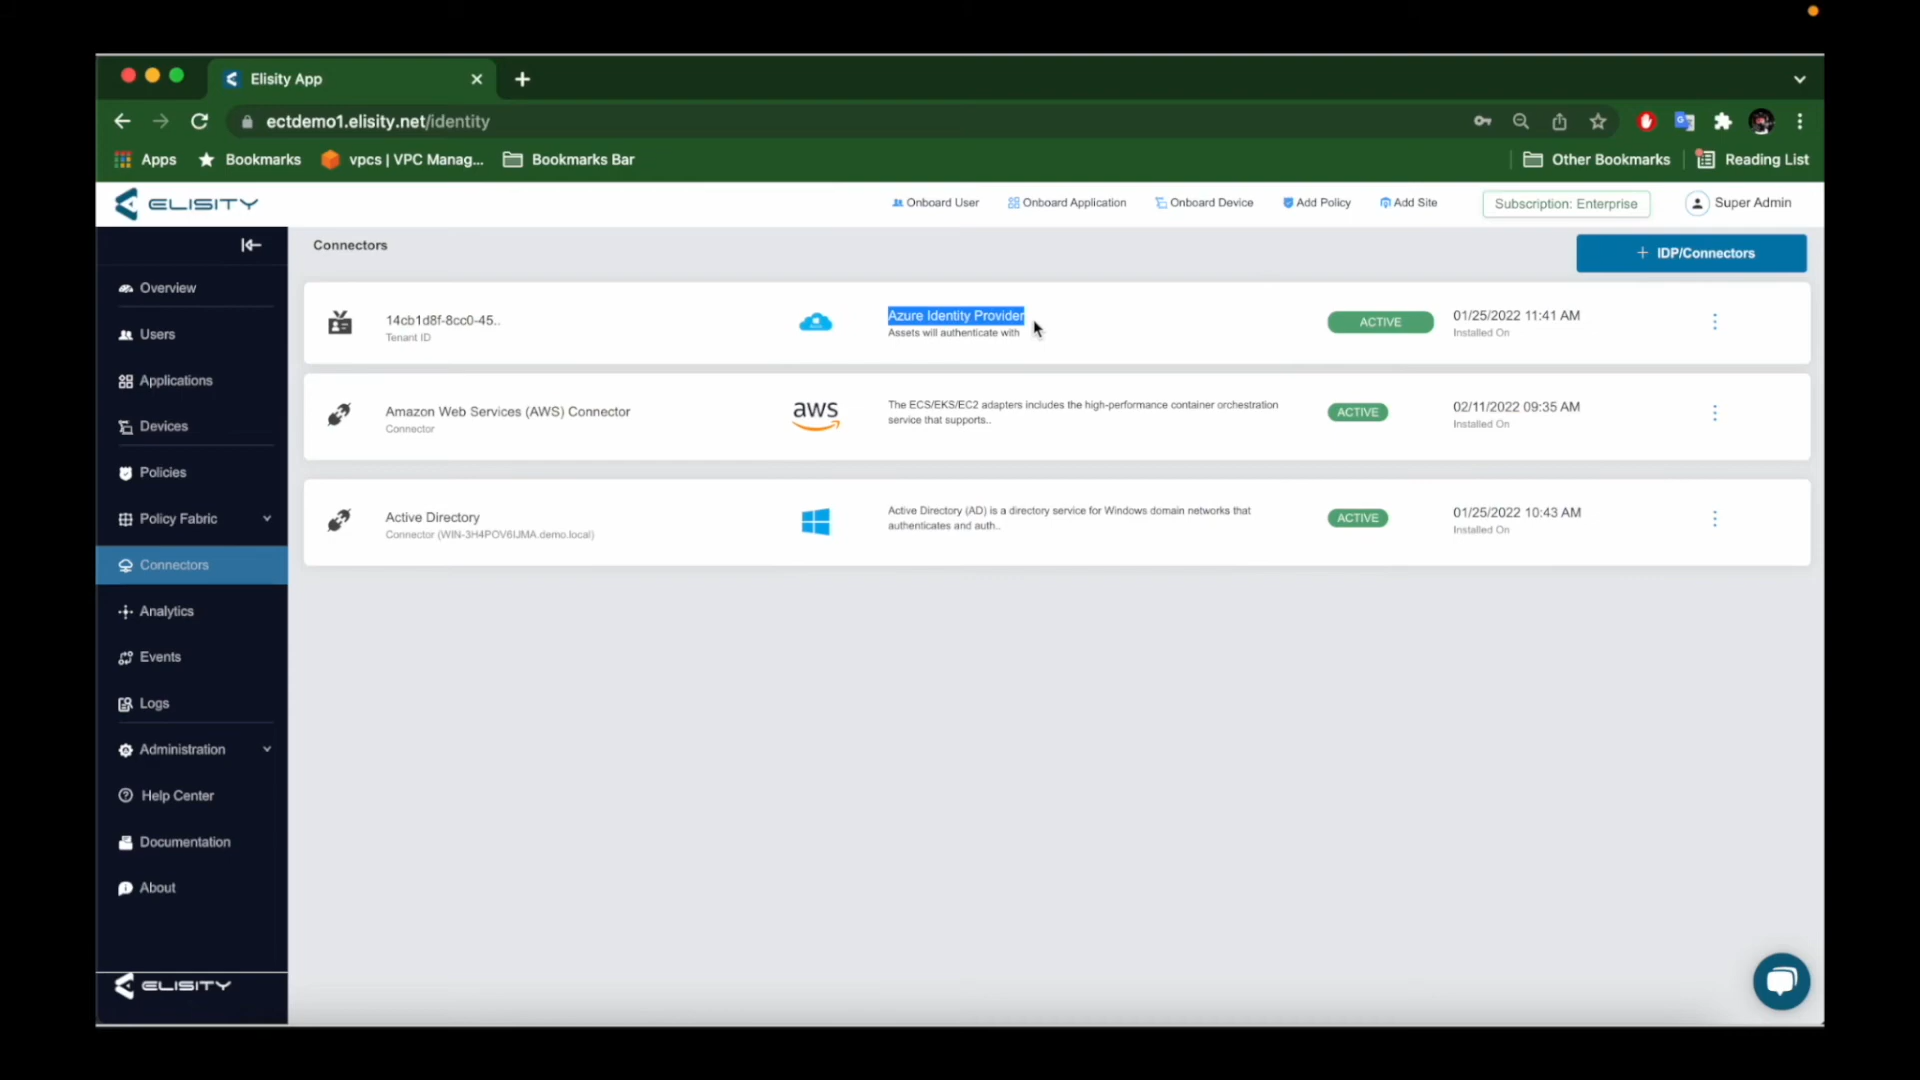 Elisity App
ectdemo1.elisity.net/identity
Apps
Bookmarks
vpcs | VPC Manag...
Bookmarks Bar
Other Bookmarks
Reading List
ELISITY
Onboard User
Onboard Application
Onboard Device
Add Policy
Add Site
Subscription: Enterprise
Super Admin
Connectors
+ IDP/Connectors
Overview
Users
Applications
Devices
Policies
Policy Fabric
Connectors
Analytics
Events
Logs
Administration
Help Center
Documentation
About
ELISITY
14cb1d8f-8cc0-45..
Tenant ID
Azure Identity Provider
Assets will authenticate with
ACTIVE
01/25/2022 11:41 AM
Installed On
Amazon Web Services (AWS) Connector
Connector
aws
The ECS/EKS/EC2 adapters includes the high-performance container orchestration
service that supports..
ACTIVE
02/11/2022 09:35 AM
Installed On
Active Directory
Connector (WIN-3H4POV6IJMA.demo.local)
Active Directory (AD) is a directory service for Windows domain networks that
authenticates and auth..
ACTIVE
01/25/2022 10:43 AM
Installed On